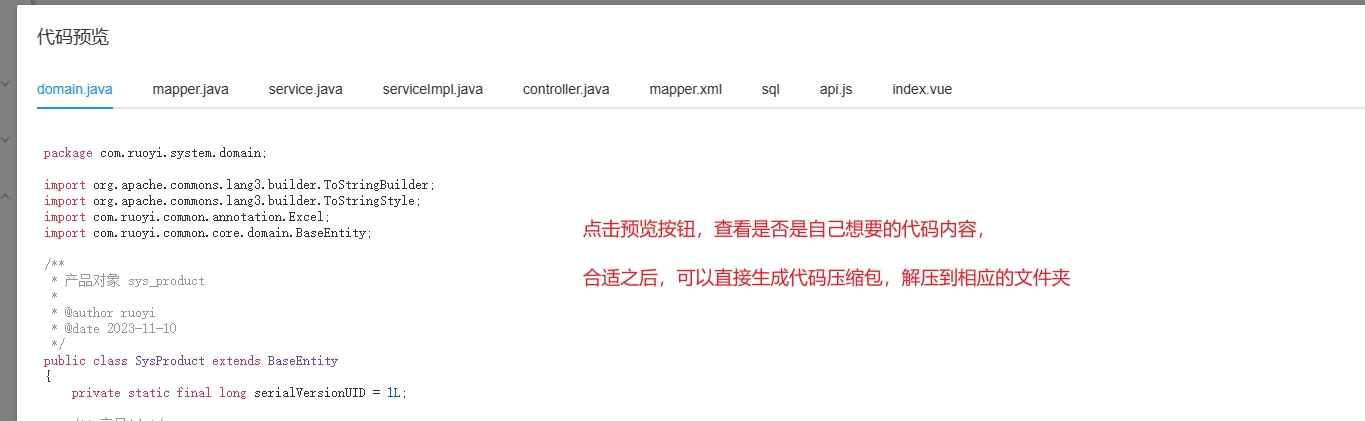 代码预览
domain.java mapper.java service.java serviceImpl.java controller.java mapper.xml sql api.js index.vue
package com.ruoyi.system.domain;
import org.apache.commons.lang3.builder.ToStringBuilder;
import org.apache.commons.lang3.builder.ToStringStyle;
import com.ruoyi.common.annotation.Excel;
import com.ruoyi.common.core.domain.BaseEntity;
/**
* 产品对象 sys_product
*
* @author ruoyi
* @date 2023-11-10
*/
public class SysProduct extends BaseEntity
{
private static final long serialVersionUID = 1L;
点击预览按钮，查看是否是自己想要的代码内容，
合适之后，可以直接生成代码压缩包，解压到相应的文件夹